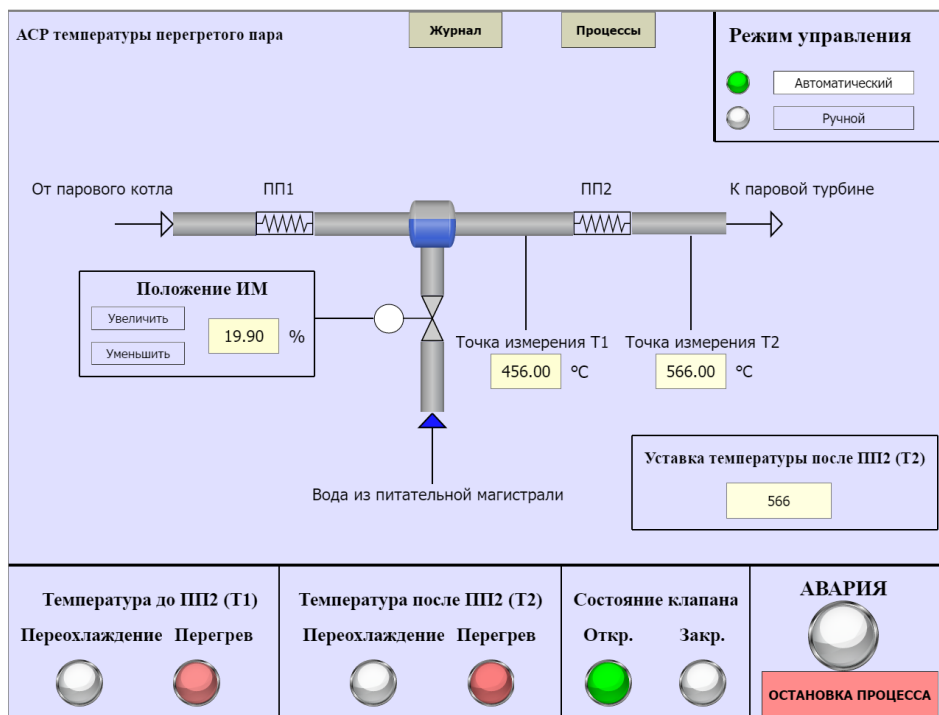 АСР температуры перегретого пара
Журнал
Процессы
Режим управления
Автоматический
Ручной
От парового котла
ПП1
ПП2
К паровой турбине
Положение ИМ
Увеличить
19.90 %
Уменьшить
Точка измерения Т1
456.00 °C
Точка измерения Т2
566.00 °C
Вода из питательной магистрали
Уставка температуры после ПП2 (Т2)
566
Температура до ПП2 (Т1)
Переохлаждение Перегрев
Температура после ПП2 (Т2)
Переохлаждение Перегрев
Состояние клапана
Откр. Закр.
АВАРИЯ
ОСТАНОВКА ПРОЦЕССА